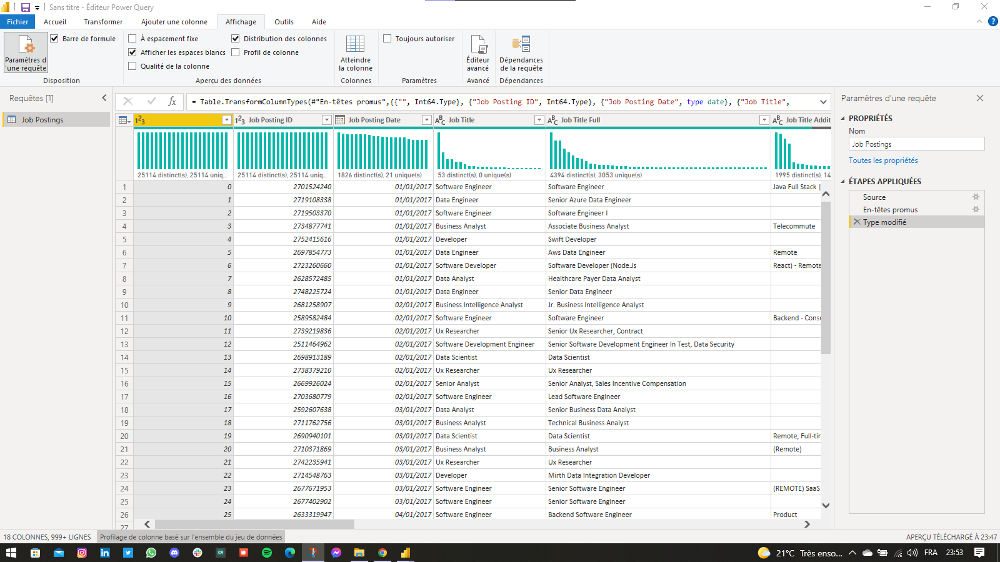 Sans titre - Éditeur Power Query
Fichier Accueil Transformer Ajouter une colonne Affichage Outils Aide
Paramètres d
'une requête
Barre de formule
À espacement fixe
Afficher les espaces blancs
Qualité de la colonne
Distribution des colonnes
Profil de colonne
Atteindre
la colonne
Toujours autoriser
Éditeur
avancé
Dépendances
de la requête
Disposition Aperçu des données Colonnes Paramètres Avancé Dépendances
Requêtes [1]
Job Postings
fx
= Table.TransformColumnTypes(#"En-têtes promus",{{"", Int64.Type}, {"Job Posting ID", Int64.Type}, {"Job Posting Date", type date}, {"Job Title",
123 123 Job Posting ID Job Posting Date ABC Job Title ABC Job Title Full ABC Job Title Addit
25114 distinct(s), 25114 uniq... 25114 distinct(s), 25114 uniq... 1826 distinct(s), 21 unique(s) 53 distinct(s), 0 unique(s) 4394 distinct(s), 3053 unique(s) 1995 distinct(s), 14
1 0 2701524240 01/01/2017 Software Engineer Software Engineer Java Full Stack |
2 1 2719108338 01/01/2017 Data Engineer Senior Azure Data Engineer
3 2 2719503370 01/01/2017 Software Engineer Software Engineer I
4 3 2734877741 01/01/2017 Business Analyst Associate Business Analyst Telecommute
5 4 2752415616 01/01/2017 Developer Swift Developer
6 5 2697854773 01/01/2017 Data Engineer Aws Data Engineer Remote
7 6 2723260660 01/01/2017 Software Developer Software Developer (Node.Js React) - Remote
8 7 2628572485 01/01/2017 Data Analyst Healthcare Payer Data Analyst
9 8 2748225724 01/01/2017 Data Engineer Senior Data Engineer
10 9 2681258907 02/01/2017 Business Intelligence Analyst Jr. Business Intelligence Analyst
11 10 2589582484 02/01/2017 Software Engineer Software Engineer Backend - Consu
12 11 2739219836 02/01/2017 Ux Researcher Senior Ux Researcher, Contract
13 12 2511464962 02/01/2017 Software Development Engineer Senior Software Development Engineer In Test, Data Security
14 13 2698913189 02/01/2017 Data Scientist Data Scientist
15 14 2738379210 02/01/2017 Ux Researcher Ux Researcher
16 15 2669926024 02/01/2017 Senior Analyst Senior Analyst, Sales Incentive Compensation
17 16 2703680779 02/01/2017 Software Engineer Lead Software Engineer
18 17 2592607638 03/01/2017 Data Analyst Senior Business Data Analyst
19 18 2711762756 03/01/2017 Business Analyst Technical Business Analyst
20 19 2690940101 03/01/2017 Data Scientist Data Scientist Remote, Full-tir
21 20 2710371869 03/01/2017 Business Analyst Business Analyst (Remote)
22 21 2742235941 03/01/2017 Ux Researcher Ux Researcher
23 22 2714548763 03/01/2017 Developer Mirth Data Integration Developer
24 23 2677671953 03/01/2017 Software Engineer Senior Software Engineer (REMOTE) SaaS
25 24 2677402902 03/01/2017 Software Engineer Senior Software Engineer
26 25 2633319947 04/01/2017 Software Engineer Backend Software Engineer Product
27
Paramètres d'une requête
PROPRIÉTÉS
Nom
Job Postings
Toutes les propriétés
ÉTAPES APPLIQUÉES
Source
En-têtes promus
Type modifié
18 COLONNES, 999+ LIGNES Profilage de colonne basé sur l'ensemble du jeu de données APERÇU TÉLÉCHARGÉ À 23:47
21°C Très enso... FRA 23:53